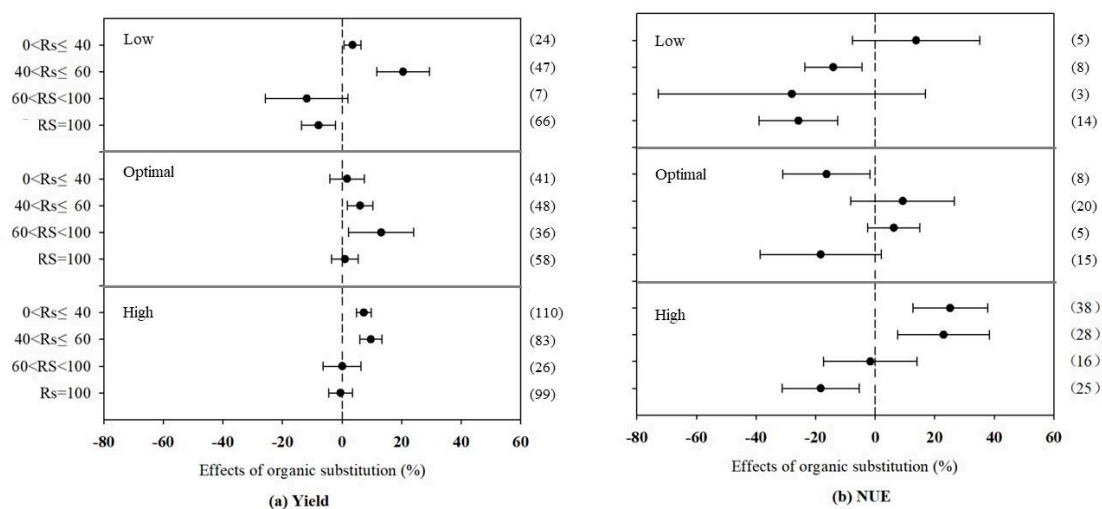 Low
0<Rs≤ 40 (24)
40<Rs≤ 60 (47)
60<RS<100 (7)
RS=100 (66)
Optimal
0<Rs≤ 40 (41)
40<Rs≤ 60 (48)
60<RS<100 (36)
RS=100 (58)
High
0<Rs≤ 40 (110)
40<Rs≤ 60 (83)
60<RS<100 (26)
Rs=100 (99)
-80 -60 -40 -20 0 20 40 60
Effects of organic substitution (%)
(a) Yield
Low
(5)
(8)
(3)
(14)
Optimal
(8)
(20)
(5)
(15)
High
(38)
(28)
(16)
(25)
-80 -60 -40 -20 0 20 40 60
Effects of organic substitution (%)
(b) NUE